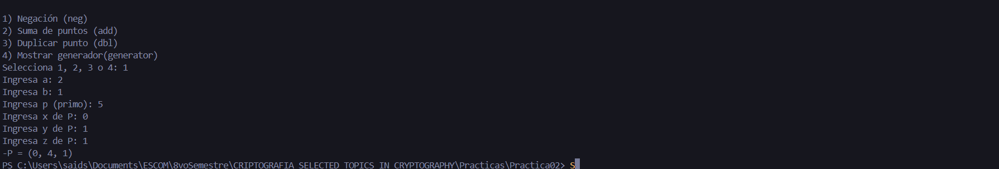 1) Negación (neg)
2) Suma de puntos (add)
3) Duplicar punto (dbl)
4) Mostrar generador(generator)
Selecciona 1, 2, 3 o 4: 1
Ingresa a: 2
Ingresa b: 1
Ingresa p (primo): 5
Ingresa x de P: 0
Ingresa y de P: 1
Ingresa z de P: 1
-P = (0, 4, 1)
PS C:\Users\saids\Documents\ESCOM\8voSemestre\CRIPTOGRAFIA SELECTED TOPICS IN CRYPTOGRAPHY\Practicas\Practica02> S